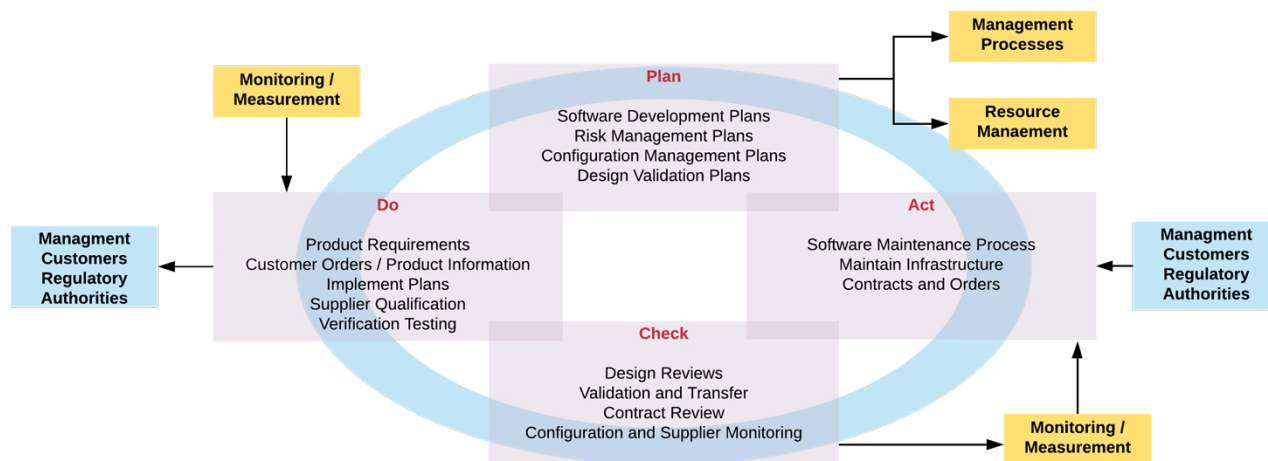 Management
Processes
Monitoring /
Measurement
Plan
Software Development Plans
Risk Management Plans
Configuration Management Plans
Design Validation Plans
Resource
Manaement
Do
Product Requirements
Customer Orders / Product Information
Implement Plans
Supplier Qualification
Verification Testing
Act
Software Maintenance Process
Maintain Infrastructure
Contracts and Orders
Managment
Customers
Regulatory
Authorities
Managment
Customers
Regulatory
Authorities
Check
Design Reviews
Validation and Transfer
Contract Review
Configuration and Supplier Monitoring
Monitoring /
Measurement